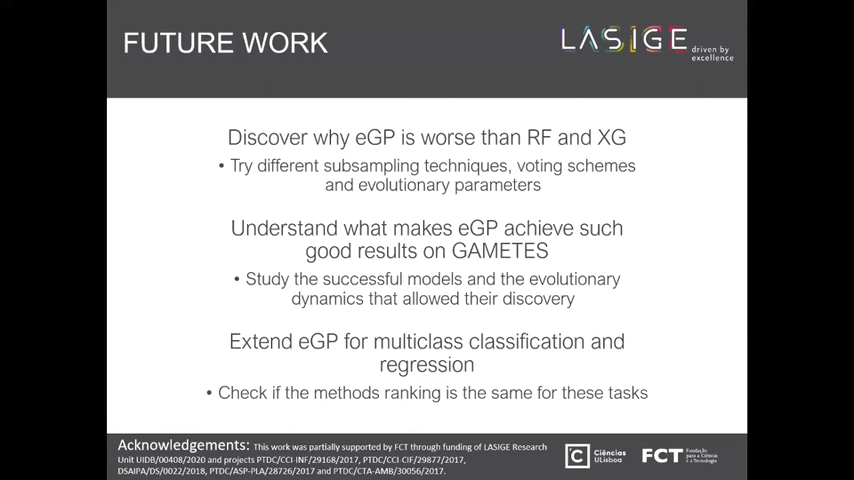 FUTURE WORK
LASIGE
driven by
excellence
Discover why eGP is worse than RF and XG
• Try different subsampling techniques, voting schemes
and evolutionary parameters
Understand what makes eGP achieve such
good results on GAMETES
• Study the successful models and the evolutionary
dynamics that allowed their discovery
Extend eGP for multiclass classification and
regression
• Check if the methods ranking is the same for these tasks
Acknowledgements: This work was partially supported by FCT through funding of LASIGE Research
Unit UIDB/00408/2020 and projects PTDC/CCI-INF/29168/2017, PTDC/CCI-CIF/29877/2017,
DSAIPA/DS/0022/2018, PTDC/ASP-PLA/28726/2017 and PTDC/CTA-AMB/30056/2017.
C
Ciências
ULisboa
FCT
Fundação
para a Ciência
e a Tecnologia